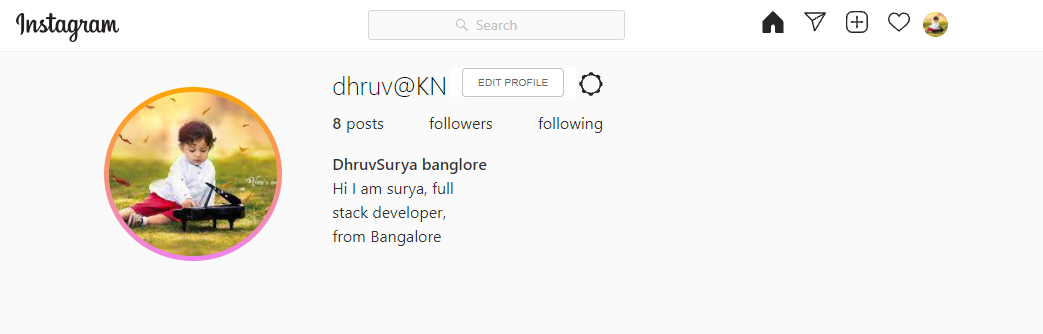 Instagram
Search
dhruv@KN
EDIT PROFILE
8 posts followers following
DhruvSurya banglore
Hi I am surya, full
stack developer,
from Bangalore